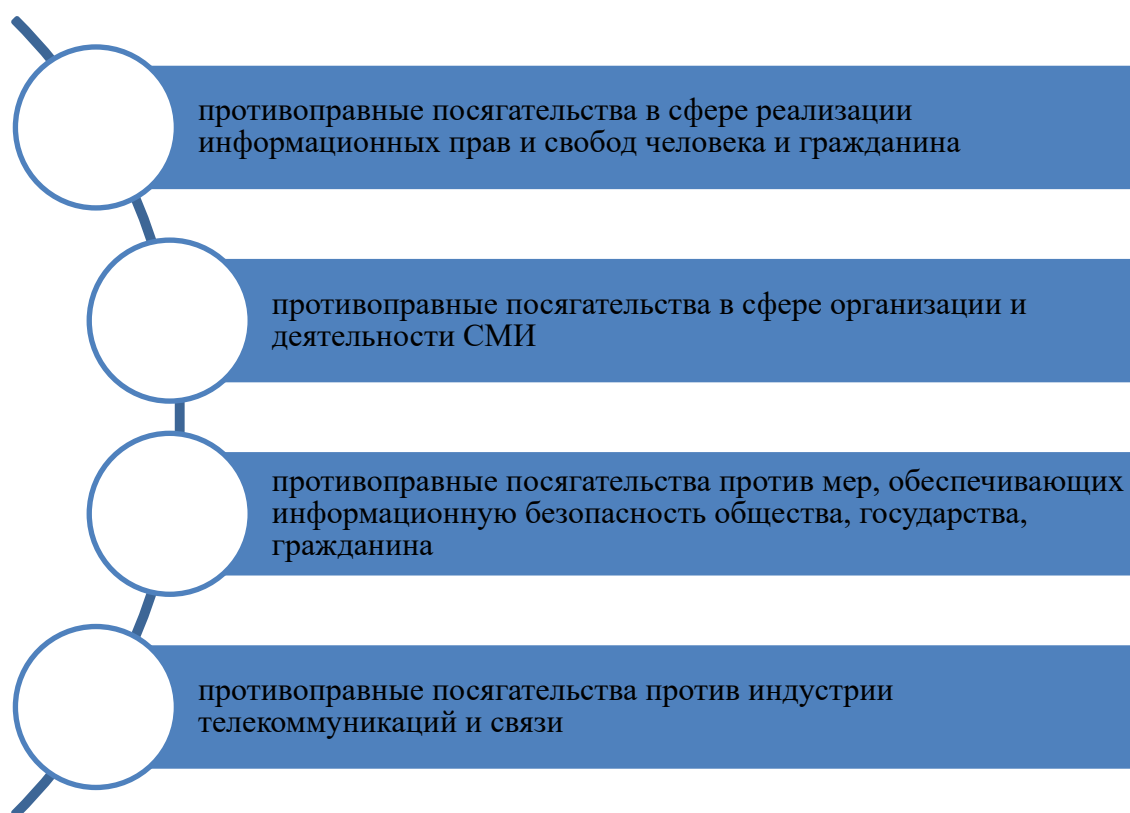 противоправные посягательства в сфере реализации
информационных прав и свобод человека и гражданина
противоправные посягательства в сфере организации и
деятельности СМИ
противоправные посягательства против мер, обеспечивающих
информационную безопасность общества, государства,
гражданина
противоправные посягательства против индустрии
телекоммуникаций и связи